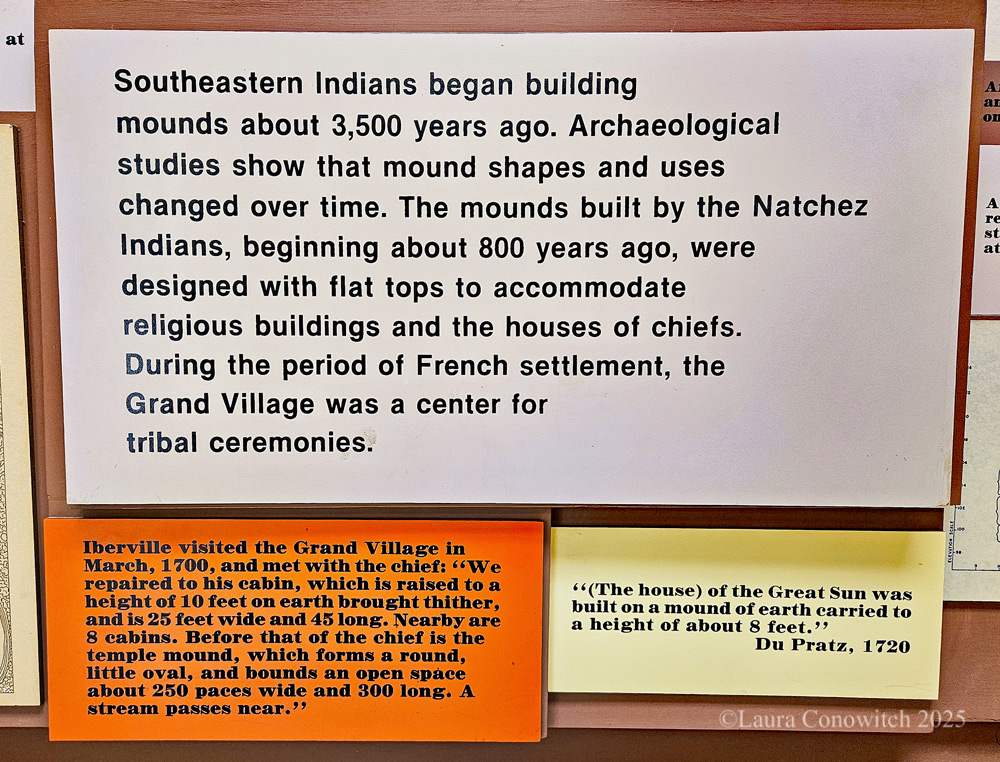 at
Southeastern Indians began building
mounds about 3,500 years ago. Archaeological
studies show that mound shapes and uses
changed over time. The mounds built by the Natchez
Indians, beginning about 800 years ago, were
designed with flat tops to accommodate
religious buildings and the houses of chiefs.
During the period of French settlement, the
Grand Village was a center for
tribal ceremonies.
Iberville visited the Grand Village in
March, 1700, and met with the chief: “We
repaired to his cabin, which is raised to a
height of 10 feet on earth brought thither,
and is 25 feet wide and 45 long. Nearby are
8 cabins. Before that of the chief is the
temple mound, which forms a round,
little oval, and bounds an open space
about 250 paces wide and 300 long. A
stream passes near.”
“(The house) of the Great Sun was
built on a mound of earth carried to
a height of about 8 feet.”
Du Pratz, 1720
ELEVATION SCALE
©Laura Conowitch 2025